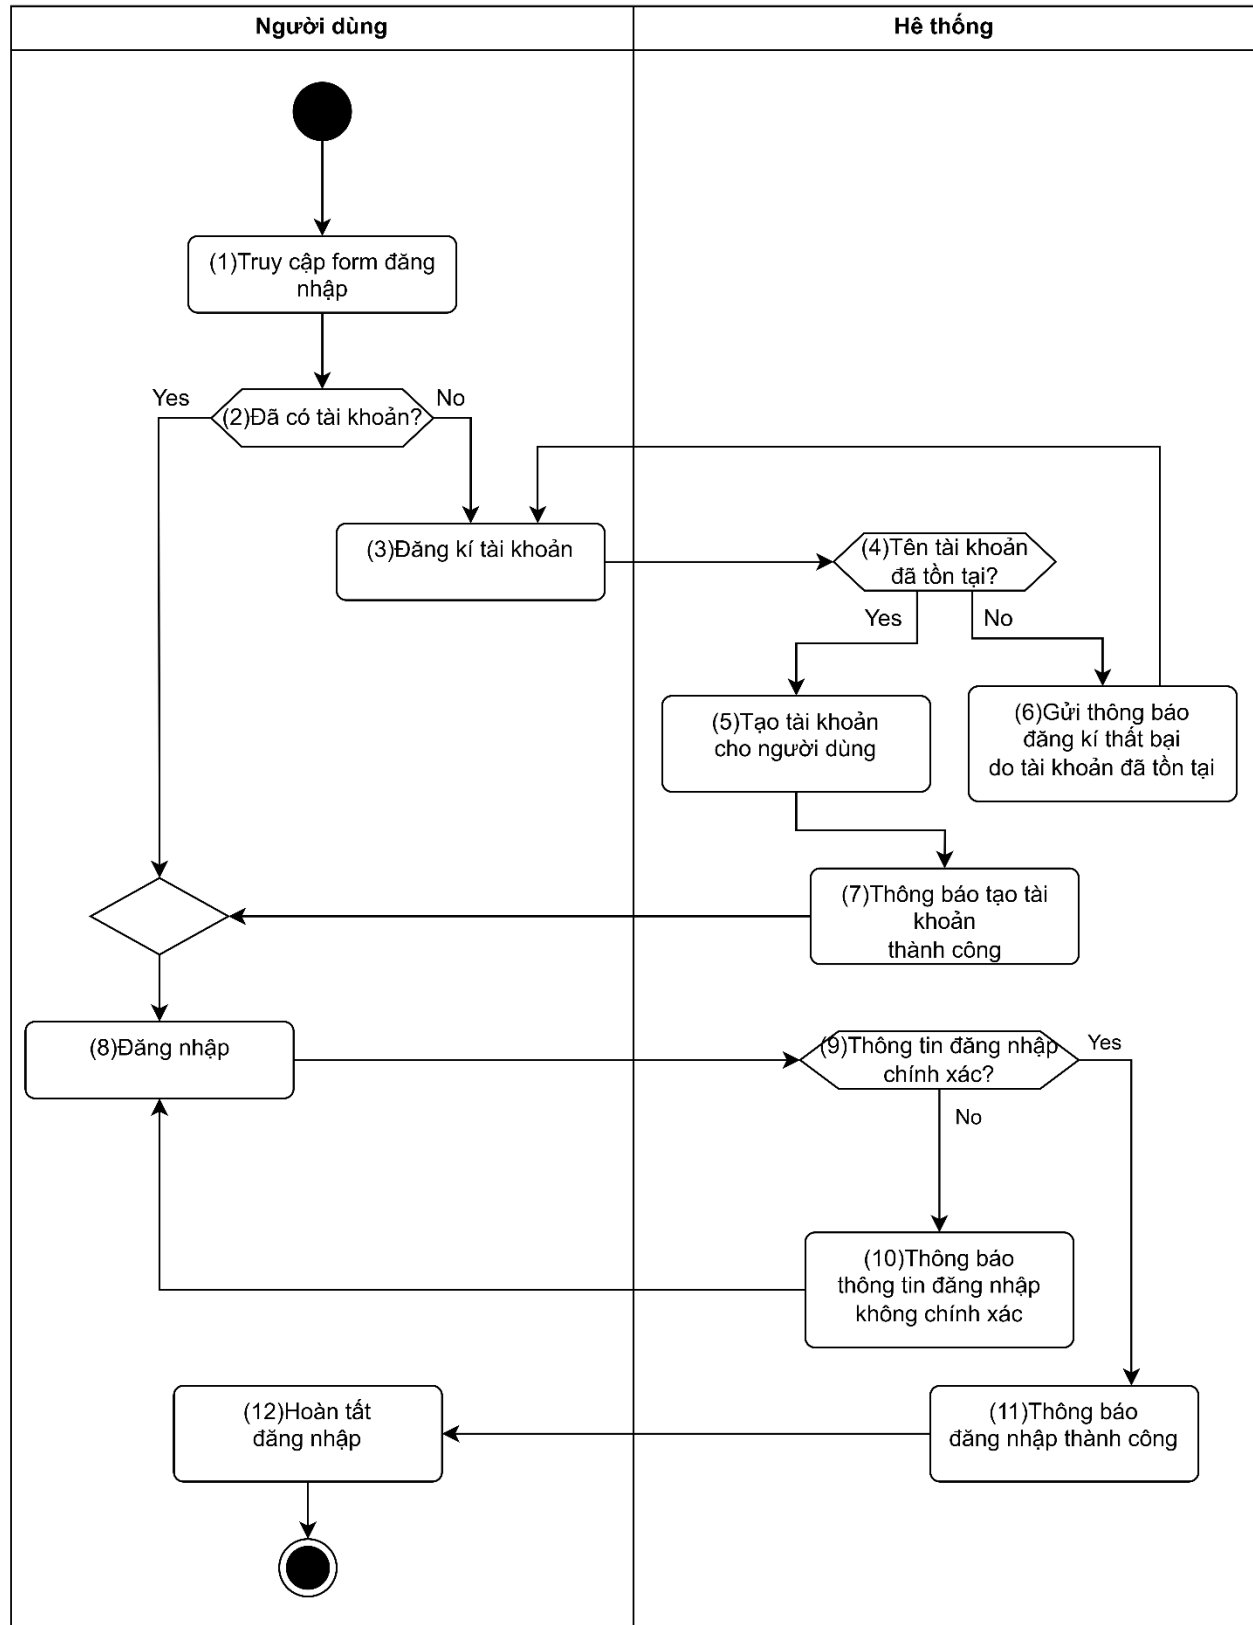 Người dùng
Hê thống
(1)Truy cập form đăng
nhập
Yes
(2)Đã có tài khoản?
No
(3)Đăng kí tài khoản
(4)Tên tài khoản
đã tồn tại?
Yes
No
(5)Tạo tài khoản
cho người dùng
(6)Gửi thông báo
đăng kí thất bại
do tài khoản đã tồn tại
(7)Thông báo tạo tài
khoản
thành công
(8)Đăng nhập
(9)Thông tin đăng nhập
chính xác?
Yes
No
(10)Thông báo
thông tin đăng nhập
không chính xác
(12)Hoàn tất
đăng nhập
(11)Thông báo
đăng nhập thành công